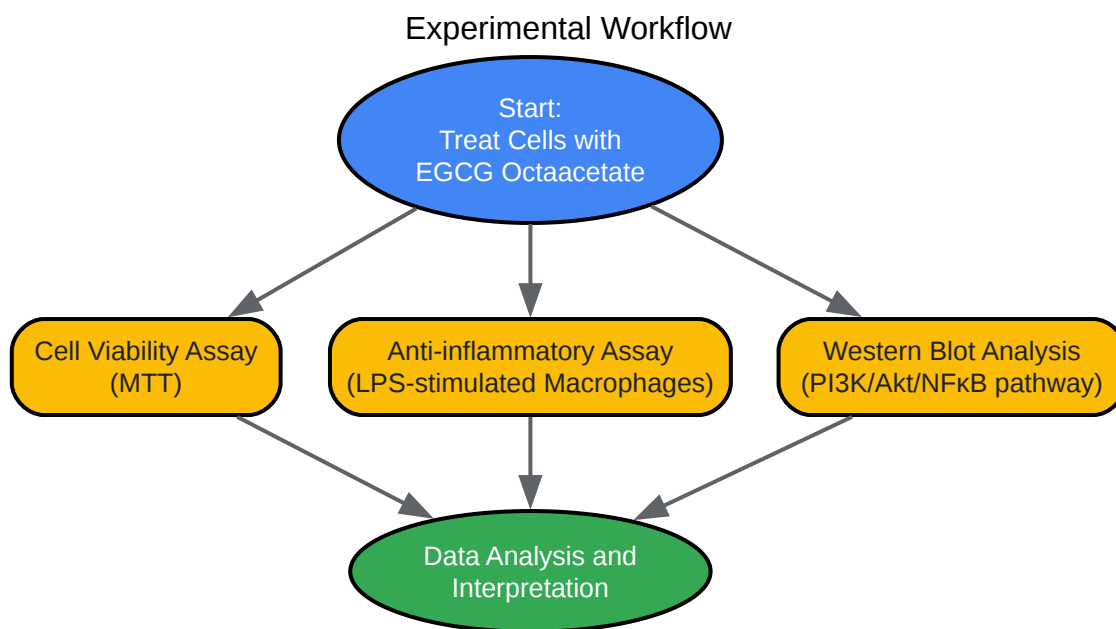 Experimental Workflow
Start:
Treat Cells with
EGCG Octaacetate
Cell Viability Assay
(MTT)
Anti-inflammatory Assay
(LPS-stimulated Macrophages)
Western Blot Analysis
(PI3K/Akt/NFκB pathway)
Data Analysis and
Interpretation